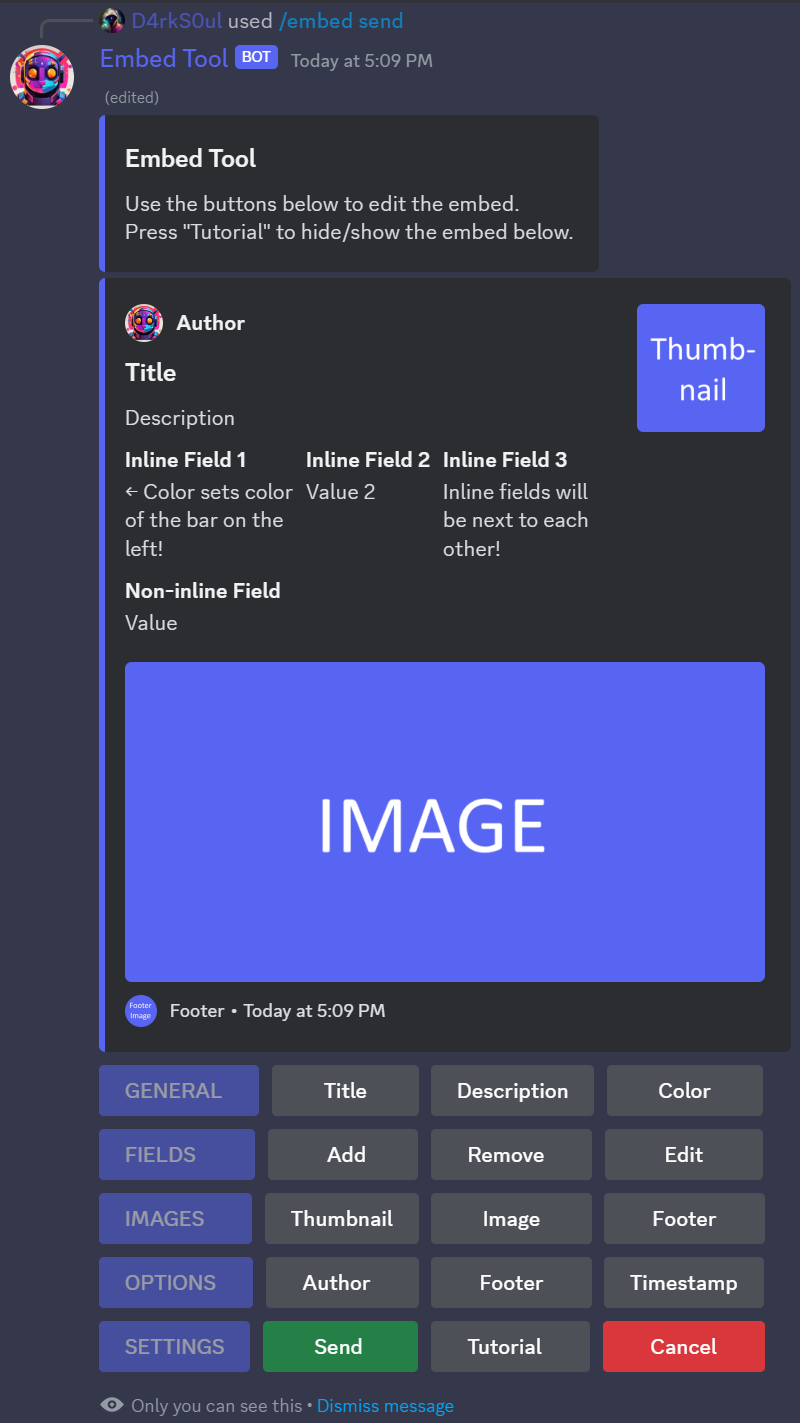 D4rkS0ul used /embed send
Embed Tool BOT Today at 5:09 PM
(edited)
Embed Tool
Use the buttons below to edit the embed.
Press "Tutorial" to hide/show the embed below.
Author
Thumb-
nail
Title
Description
Inline Field 1 Inline Field 2 Inline Field 3
← Color sets color Value 2 Inline fields will
of the bar on the be next to each
left! other!
Non-inline Field
Value
IMAGE
Footer
Image
Footer • Today at 5:09 PM
GENERAL Title Description Color
FIELDS Add Remove Edit
IMAGES Thumbnail Image Footer
OPTIONS Author Footer Timestamp
SETTINGS Send Tutorial Cancel
Only you can see this • Dismiss message